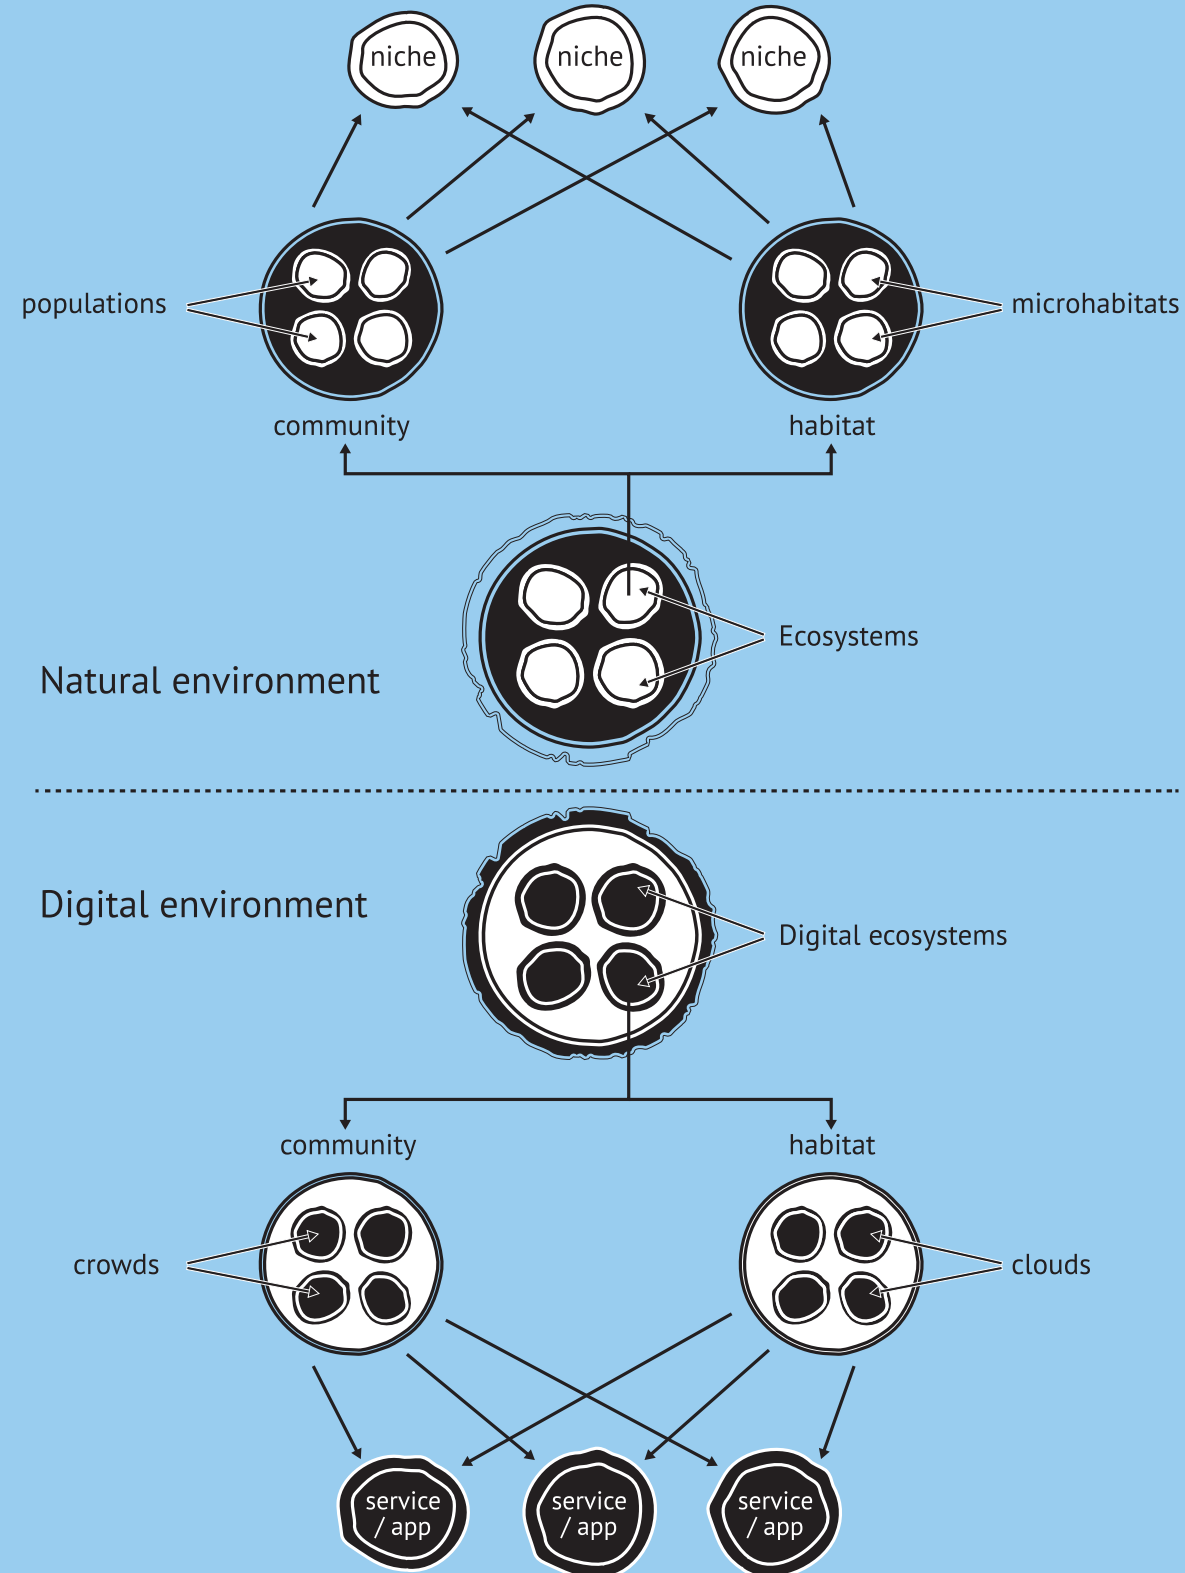 niche
niche
niche
populations
microhabitats
community
habitat
Ecosystems
Natural environment
Digital environment
Digital ecosystems
community
habitat
crowds
clouds
service
/ app
service
/ app
service
/ app